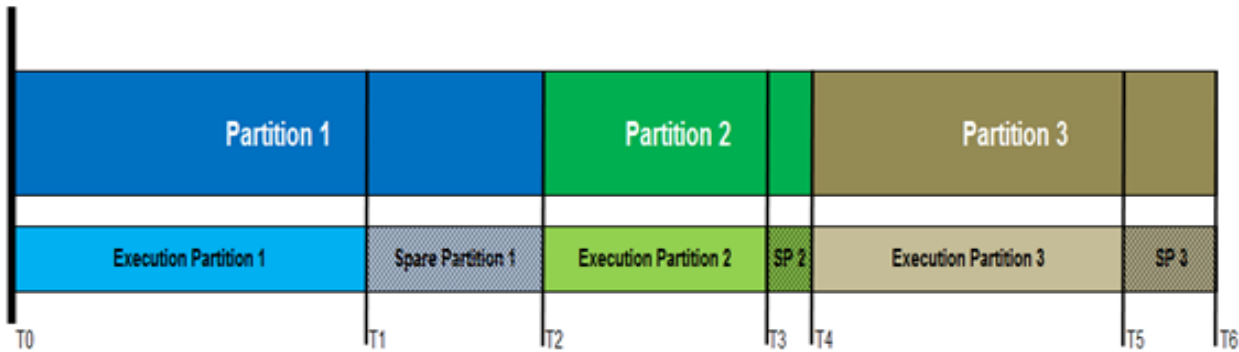 Partition 1
Partition 2
Partition 3
Execution Partition 1
Spare Partition 1
Execution Partition 2
SP 2
Execution Partition 3
SP 3
T0
T1
T2
T3
T4
T5
T6